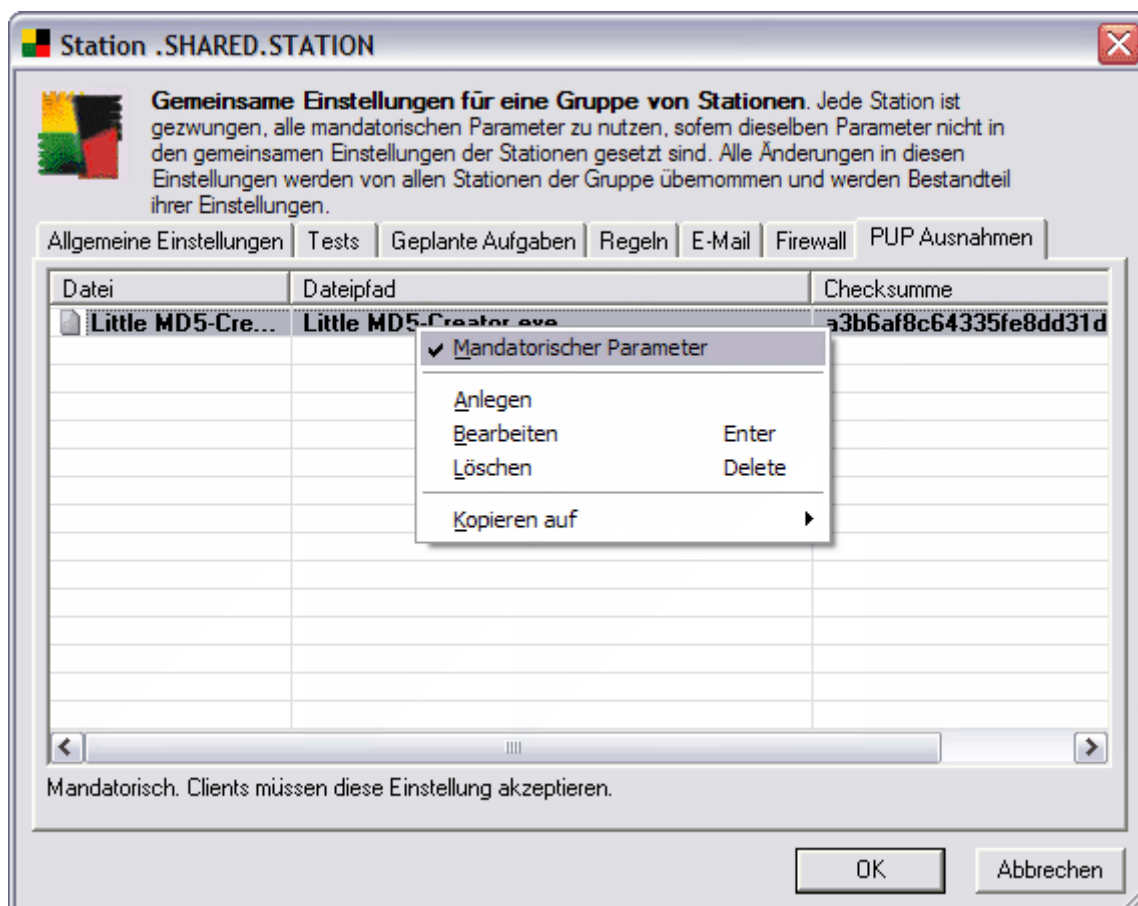 Station .SHARED.STATION
Gemeinsame Einstellungen für eine Gruppe von Stationen. Jede Station ist
gezwungen, alle mandatorischen Parameter zu nutzen, sofern dieselben Parameter nicht in
den gemeinsamen Einstellungen der Stationen gesetzt sind. Alle Änderungen in diesen
Einstellungen werden von allen Stationen der Gruppe übernommen und werden Bestandteil
ihrer Einstellungen.
Allgemeine Einstellungen Tests Geplante Aufgaben Regeln E-Mail Firewall PUP Ausnahmen
Datei Dateipfad Checksumme
Little MD5-Cre... Little MD5-Creator.exe a3b6af8c64335fe8dd31d
Mandatorischer Parameter
Anlegen
Bearbeiten Enter
Löschen Delete
Kopieren auf
Mandatorisch. Clients müssen diese Einstellung akzeptieren.
OK Abbrechen